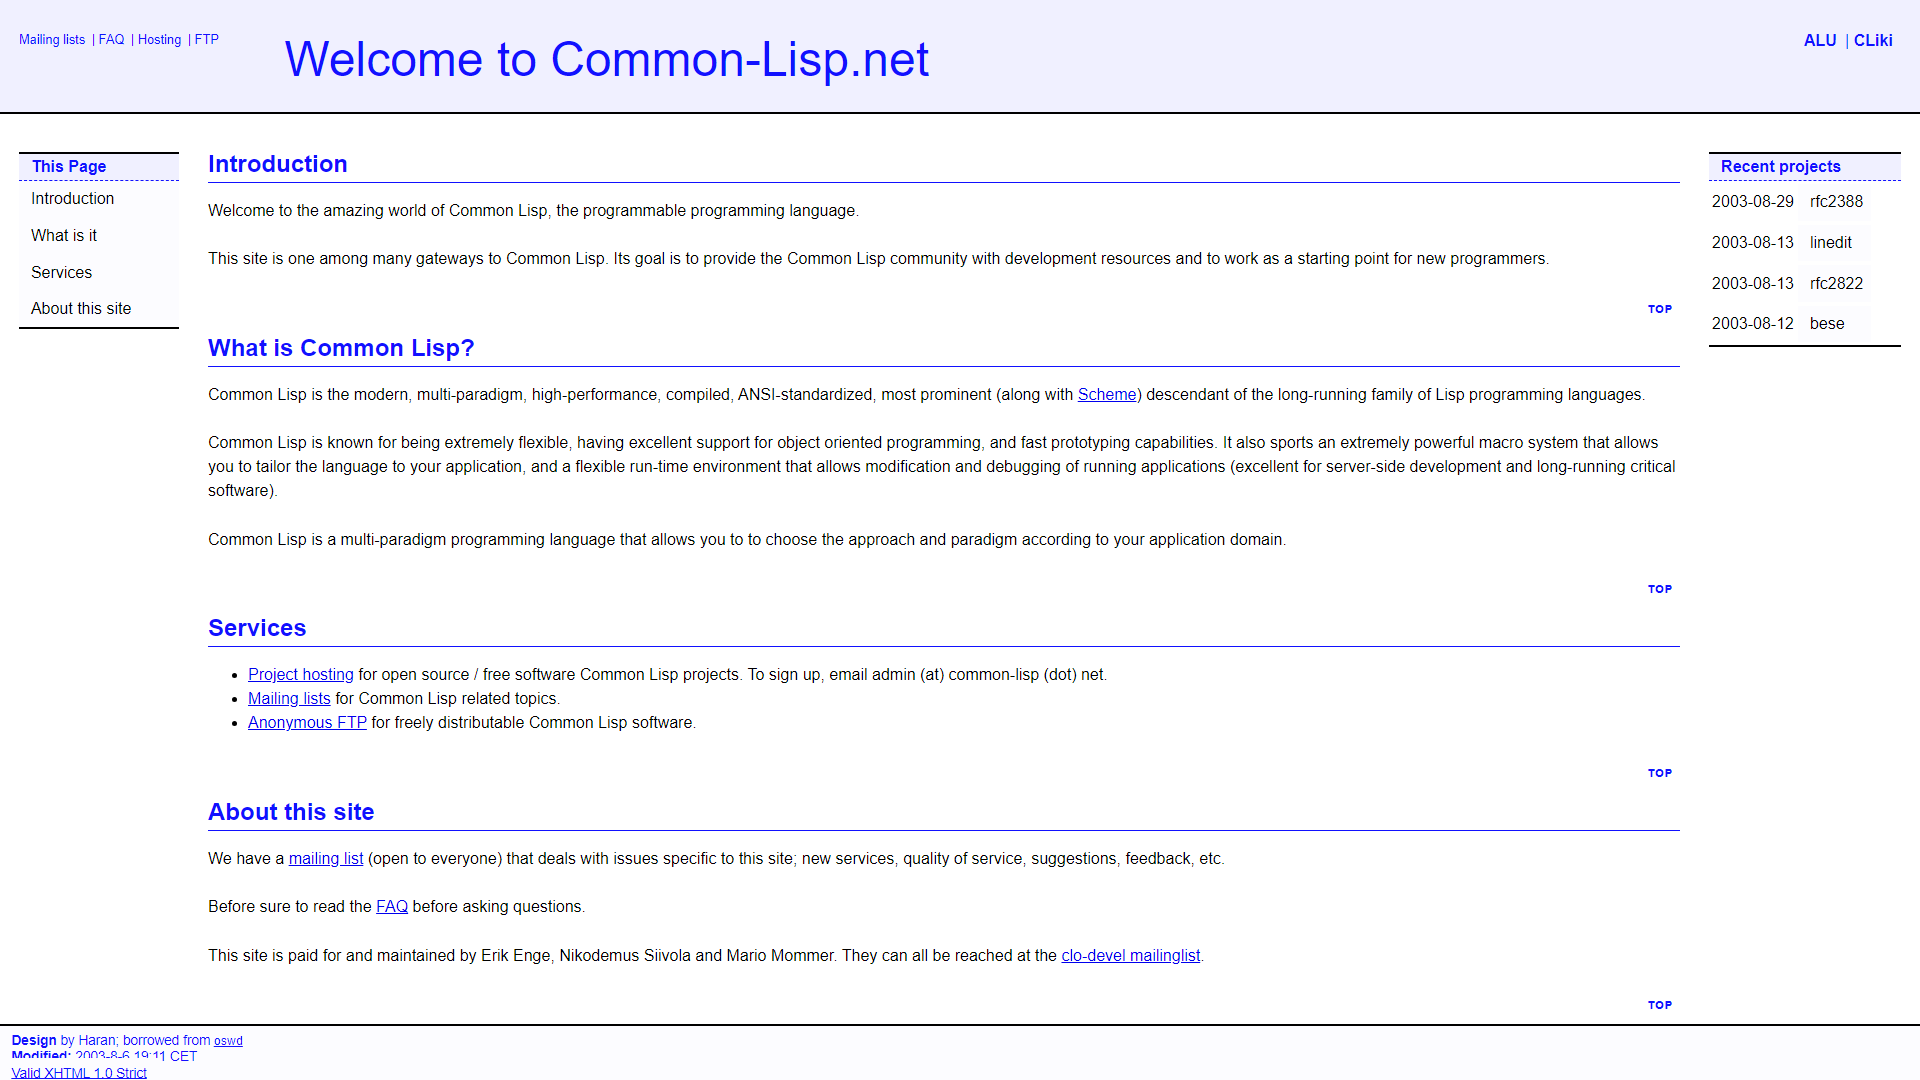 Mailing lists | FAQ | Hosting | FTP
Welcome to Common-Lisp.net
ALU | CLiki
This Page
Introduction
What is it
Services
About this site
Introduction
Welcome to the amazing world of Common Lisp, the programmable programming language.
This site is one among many gateways to Common Lisp. Its goal is to provide the Common Lisp community with development resources and to work as a starting point for new programmers.
TOP
What is Common Lisp?
Common Lisp is the modern, multi-paradigm, high-performance, compiled, ANSI-standardized, most prominent (along with Scheme) descendant of the long-running family of Lisp programming languages.
Common Lisp is known for being extremely flexible, having excellent support for object oriented programming, and fast prototyping capabilities. It also sports an extremely powerful macro system that allows
you to tailor the language to your application, and a flexible run-time environment that allows modification and debugging of running applications (excellent for server-side development and long-running critical
software).
Common Lisp is a multi-paradigm programming language that allows you to to choose the approach and paradigm according to your application domain.
TOP
Services
• Project hosting for open source / free software Common Lisp projects. To sign up, email admin (at) common-lisp (dot) net.
• Mailing lists for Common Lisp related topics.
• Anonymous FTP for freely distributable Common Lisp software.
TOP
About this site
We have a mailing list (open to everyone) that deals with issues specific to this site; new services, quality of service, suggestions, feedback, etc.
Before sure to read the FAQ before asking questions.
This site is paid for and maintained by Erik Enge, Nikodemus Siivola and Mario Mommer. They can all be reached at the clo-devel mailinglist.
TOP
Recent projects
2003-08-29 rfc2388
2003-08-13 linedit
2003-08-13 rfc2822
2003-08-12 bese
Design by Haran; borrowed from oswd
Modified: 2003-8-6 19:11 CET
Valid XHTML 1.0 Strict